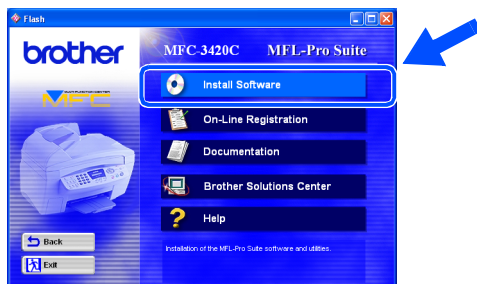 Flash
brother
MFC-3420C MFL-Pro Suite
MFC
Install Software
On-Line Registration
Documentation
Brother Solutions Center
Help
Back
Installation of the MFL-Pro Suite software and utilities.
Exit